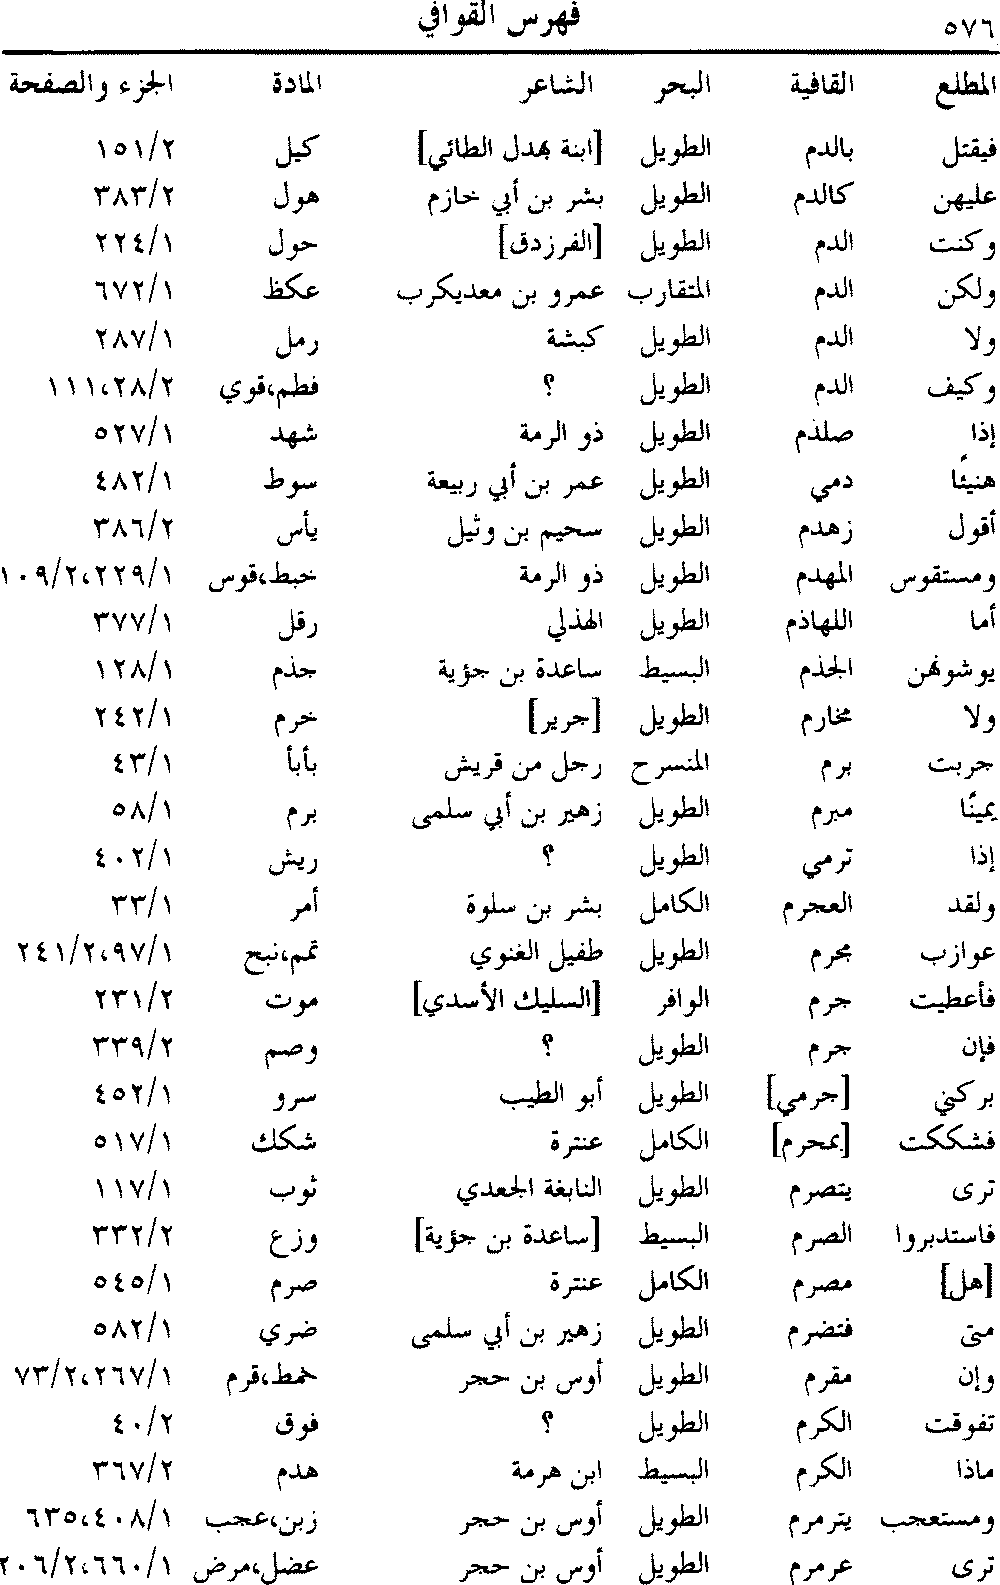 ٥٧٦ فهرس القوافي
المطلع القافية البحر الشاعر المادة الجزء والصفحة
فيقتل بالدم الطويل [ابنة بهدل الطائي] كيل ١٥١/٢
عليهن كالدم الطويل بشر بن أبي خازم هول ٣٨٣/٢
وكنت الدم الطويل [الفرزدق] حول ٢٢٤/١
ولكن الدم المتقارب عمرو بن معديكرب عكظ ٦٧٢/١
ولا الدم الطويل كبشة رمل ٢٨٧/١
وكيف الدم الطويل ؟ فطم،قوي ١١١،٢٨/٢
إذا صلذم الطويل ذو الرمة شهد ٥٢٧/١
هنيئًا دمي الطويل عمر بن أبي ربيعة سوط ٤٨٢/١
أقول زهدم الطويل سحيم بن وثيل يأس ٣٨٦/٢
ومستقوس المهدم الطويل ذو الرمة خبط،قوس ١٠٩/٢،٢٢٩/١
أما اللهاذم الطويل الهذلي رقل ٣٧٧/١
يوشونهن الجذم البسيط ساعدة بن جؤية جذم ١٢٨/١
ولا مخارم الطويل [جرير] خرم ٢٤٢/١
جربت برم المنسرح رجل من قريش بأبأ ٤٣/١
يمينًا مبرم الطويل زهير بن أبي سلمى برم ٥٨/١
إذا ترمي الطويل ؟ ريش ٤٠٢/١
ولقد العجرم الكامل بشر بن سلوة أمر ٣٣/١
عوازب محرم الطويل طفيل الغنوي تمم،نبح ٢٤١/٢،٩٧/١
فأعطيت جرم الوافر [السليك الأسدي] موت ٢٣١/٢
فإن جرم الطويل ؟ وصم ٣٣٩/٢
بركبتي [جرمي] الطويل أبو الطيب سرو ٤٥٢/١
فشككت [بمحرم] الكامل عنترة شكك ٥١٧/١
ترى يتصرم الطويل النابغة الجعدي ثوب ١١٧/١
فاستدبروا الصرم البسيط [ساعدة بن جؤية] وزع ٣٣٢/٢
[هل] مصرم الكامل عنترة صرم ٥٤٥/١
متى فتضرم الطويل زهير بن أبي سلمى ضري ٥٨٢/١
وإن مقرم الطويل أوس بن حجر خمط،قرم ٧٣/٢،٢٦٧/١
تفوقت الكرم الطويل ؟ فوق ٤٠/٢
ماذا الكرم البسيط ابن هرمة هدم ٣٦٧/٢
ومستعجب يترمرم الطويل أوس بن حجر زبن،عجب ٦٣٥،٤٠٨/١
ترى عرمرم الطويل أوس بن حجر عضل،مرض ٢٠٦/٢،٦٦٠/١